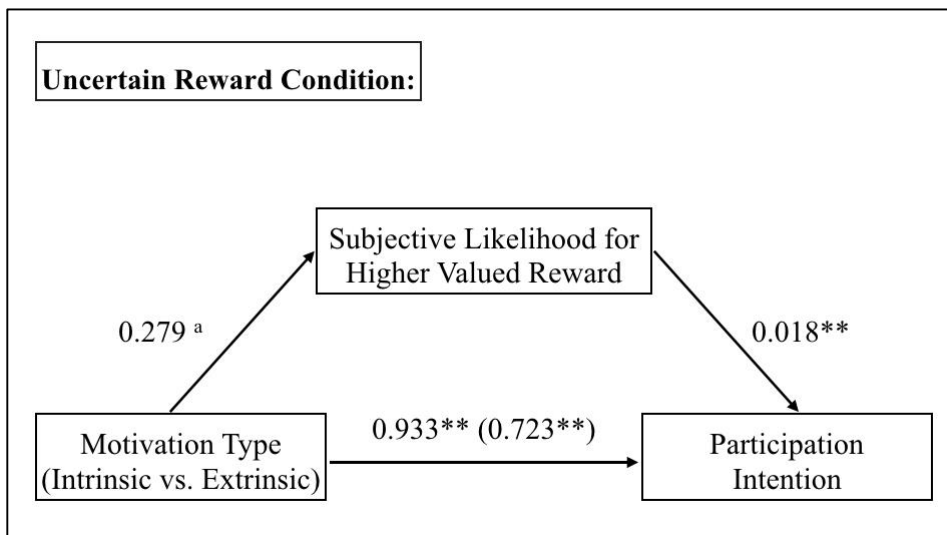 Uncertain Reward Condition:
Subjective Likelihood for
Higher Valued Reward
0.279 ᵃ
0.018**
0.933** (0.723**)
Motivation Type
(Intrinsic vs. Extrinsic)
Participation
Intention